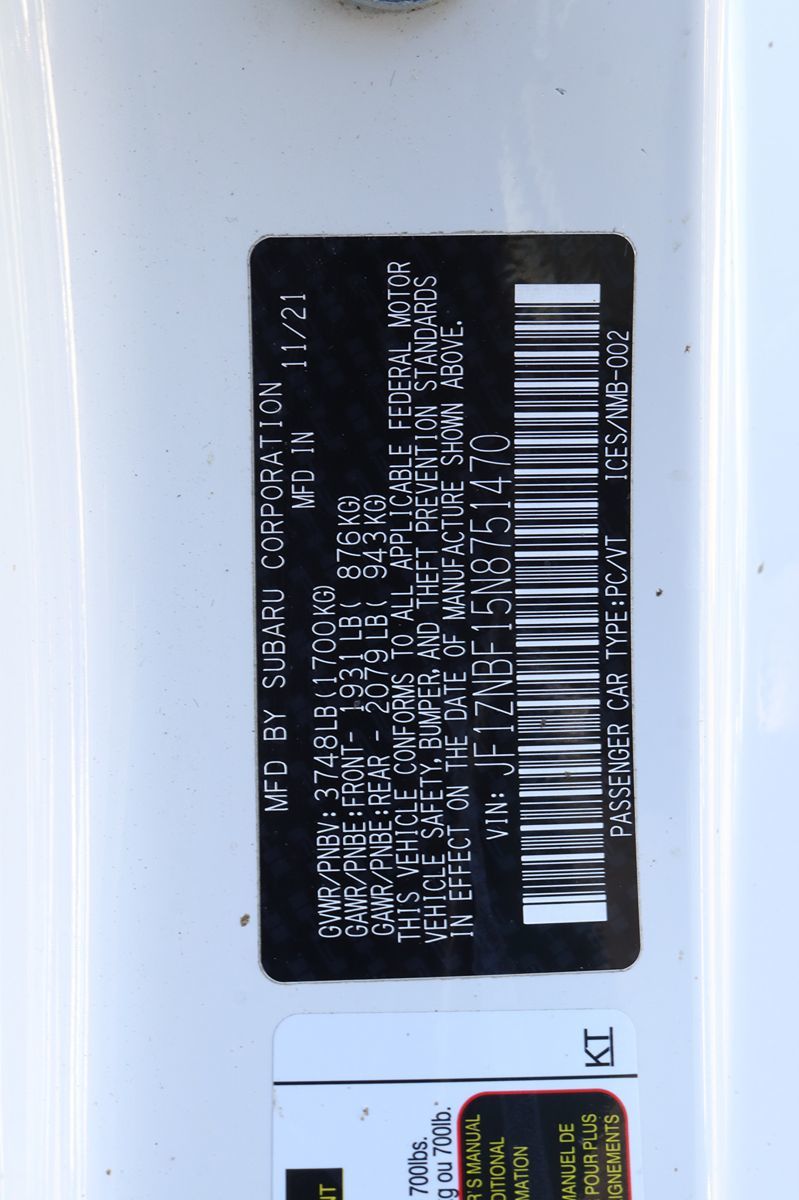 MFD BY SUBARU CORPORATION
MFD IN 11/21
GVWR/PNBV: 3748LB(1700KG)
GAWR/PNBE:FRONT- 1931LB( 876KG)
GAWR/PNBE:REAR - 2079LB( 943KG)
THIS VEHICLE CONFORMS TO ALL APPLICABLE FEDERAL MOTOR
VEHICLE SAFETY, BUMPER, AND THEFT PREVENTION STANDARDS
IN EFFECT ON THE DATE OF MANUFACTURE SHOWN ABOVE.
VIN: JF1ZNBF15N8751470
PASSENGER CAR TYPE:PC/VT ICES/NMB-002
KT
700lbs.
ou 700lb.
'S MANUAL
MANUEL DE
POUR PLUS